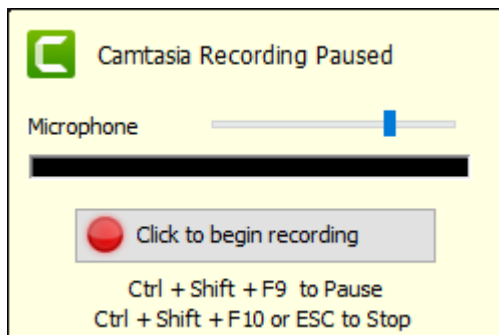 Camtasia Recording Paused
Microphone
Click to begin recording
Ctrl + Shift + F9 to Pause
Ctrl + Shift + F10 or ESC to Stop